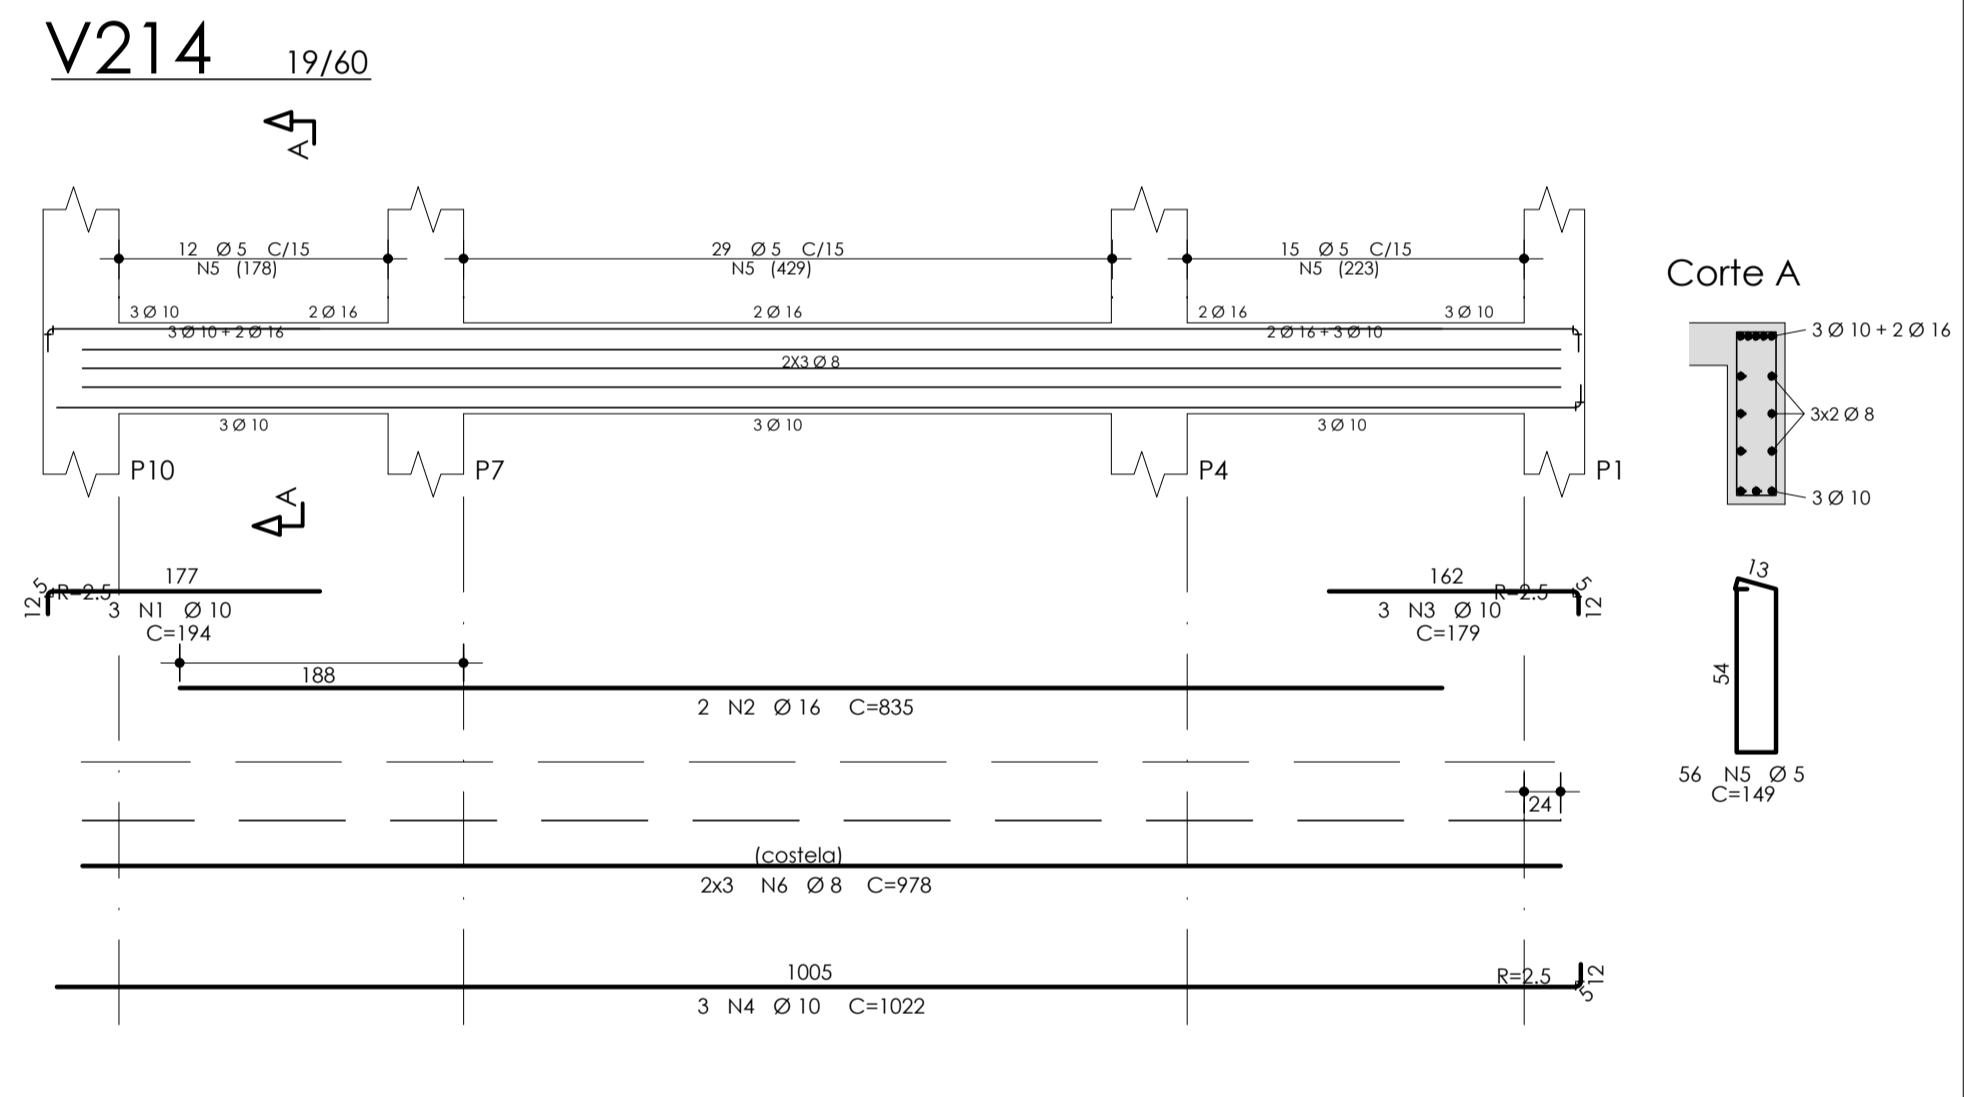 V214 19/60
A
12 Ø 5 C/15
N5 (178)
29 Ø 5 C/15
N5 (429)
15 Ø 5 C/15
N5 (223)
Corte A
3 Ø 10
2 Ø 16
2 Ø 16
2 Ø 16
3 Ø 10
3 Ø 10 + 2 Ø 16
2 Ø 16 + 3 Ø 10
3 Ø 10 + 2 Ø 16
2X3 Ø 8
3x2 Ø 8
3 Ø 10
3 Ø 10
3 Ø 10
P10
P7
P4
P1
3 Ø 10
A
177
R=2.5
5
12
3 N1 Ø 10
C=194
162
R=2.5
5
12
3 N3 Ø 10
C=179
13
54
188
2 N2 Ø 16 C=835
56 N5 Ø 5
C=149
24
(costela)
2x3 N6 Ø 8 C=978
1005
R=2.5
12
5
3 N4 Ø 10 C=1022